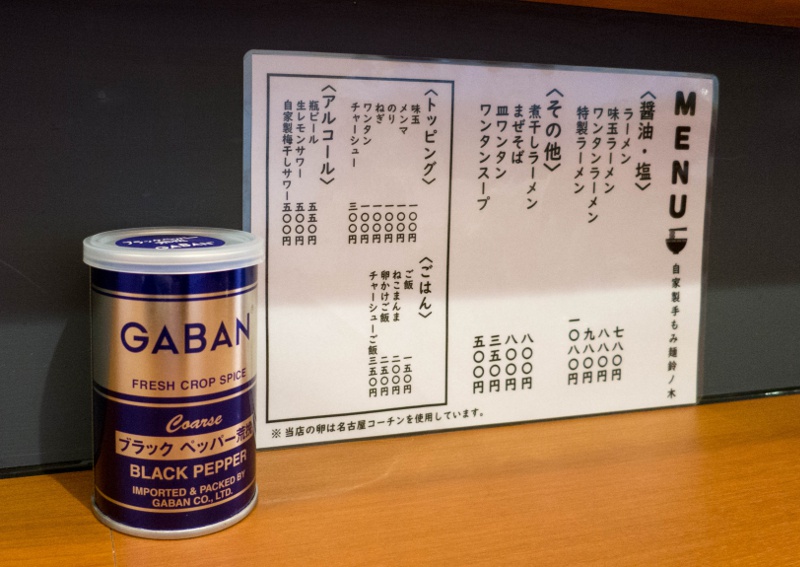 MENU 自家製手もみ麺鈴ノ木
〈醤油・塩〉
ラーメン 七八〇円
味玉ラーメン 八八〇円
ワンタンラーメン 九八〇円
特製ラーメン 一〇八〇円
〈その他〉
煮干しラーメン 八〇〇円
まぜそば 八〇〇円
皿ワンタン 三五〇円
ワンタンスープ 五〇〇円
〈トッピング〉
味玉 一〇〇円
メンマ 一〇〇円
のり 一〇〇円
ねぎ 一〇〇円
ワンタン 一〇〇円
チャーシュー 三〇〇円
〈ごはん〉
ご飯 一五〇円
ねこまんま 二〇〇円
卵かけご飯 二五〇円
チャーシューご飯 三五〇円
〈アルコール〉
瓶ビール 五五〇円
生レモンサワー 五〇〇円
自家製梅干しサワー 五〇〇円
※当店の卵は名古屋コーチンを使用しています。
GABAN
GABAN
FRESH CROP SPICE
Coarse
ブラック ペッパー荒挽
BLACK PEPPER
IMPORTED & PACKED BY
GABAN CO., LTD.